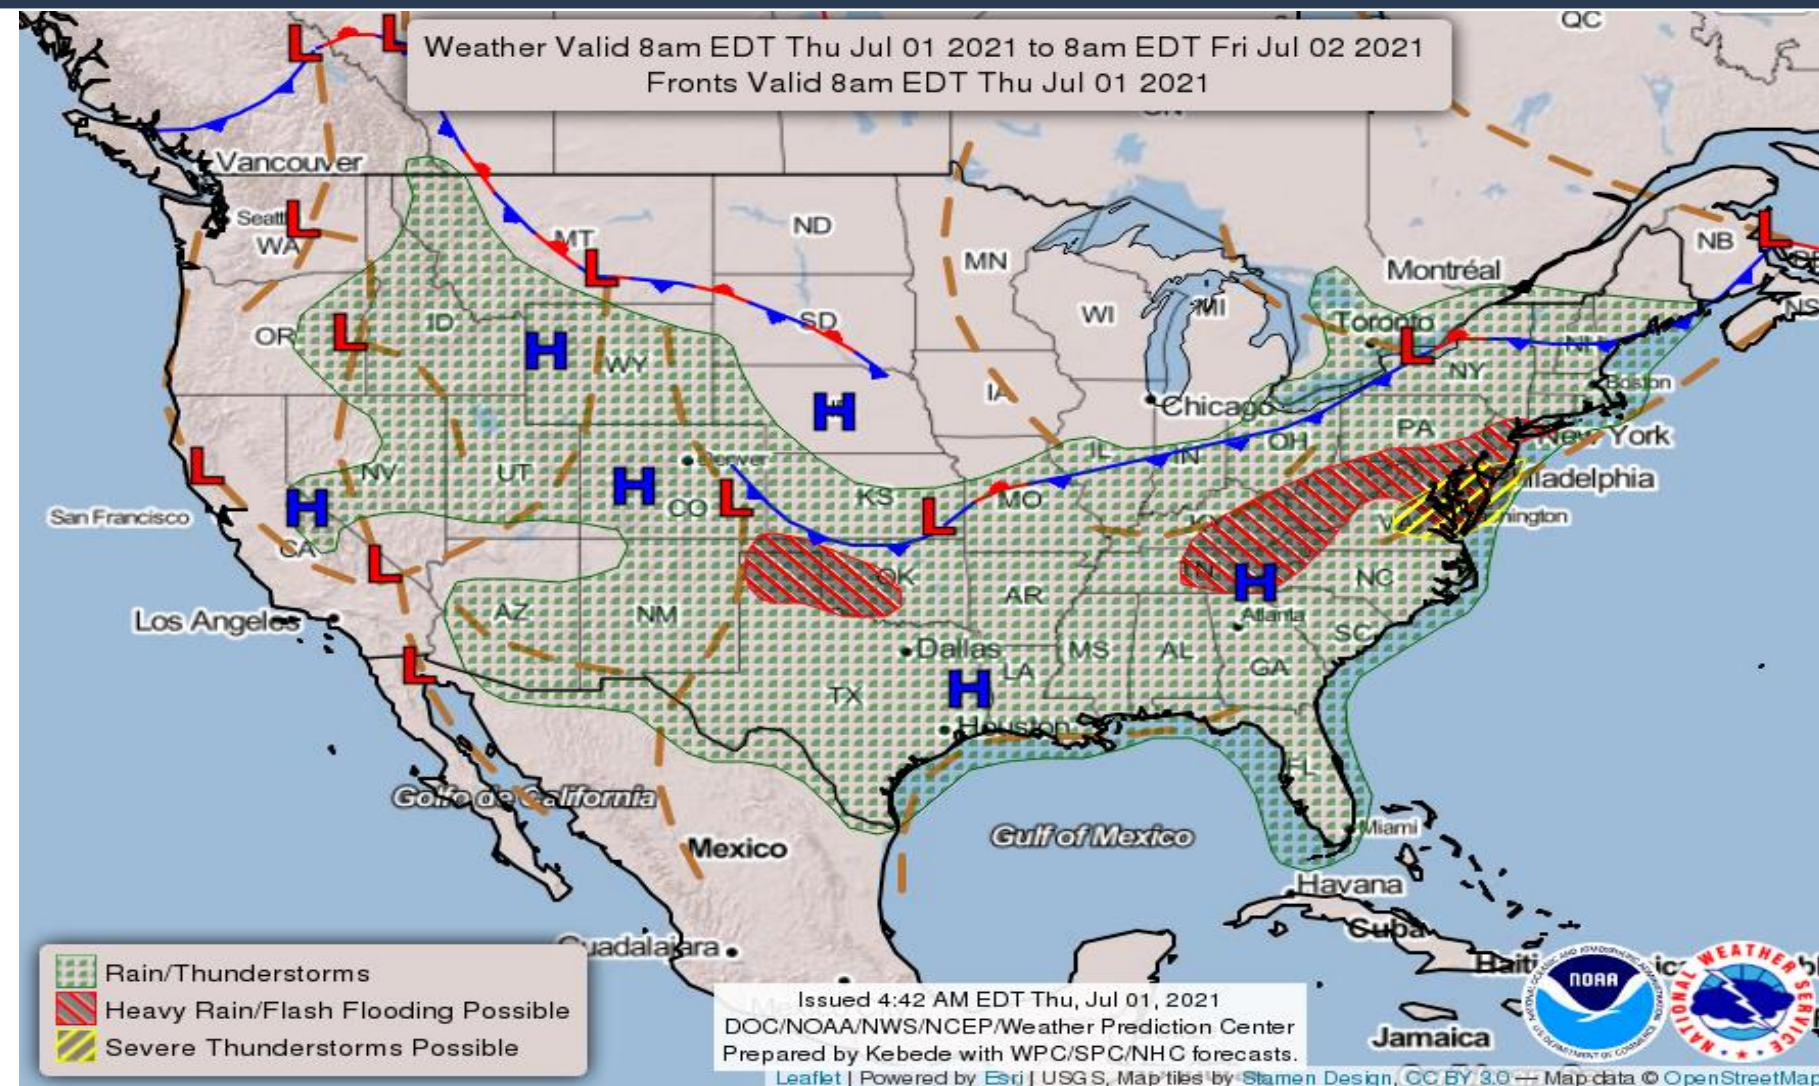 Weather Valid 8am EDT Thu Jul 01 2021 to 8am EDT Fri Jul 02 2021
Fronts Valid 8am EDT Thu Jul 01 2021
QC
L
L
Vancouver
L
WA
MT
ND
MN
Montréal
NB
L
NS
OR
L
ID
L
H
WY
SD
WI
MI
Toronto
L
NY
Boston
H
IA
Chicago
PA
New York
OH
IL
IN
L
NV
UT
Denver
H
CO
L
KS
L
MO
San Francisco
H
CA
L
OK
AR
TN
H
NC
Atlanta
Los Angeles
AZ
NM
L
Dallas
LA
MS
AL
GA
SC
TX
H
Houston
FL
Golfo de California
Gulf of Mexico
Miami
Mexico
Havana
Cuba
Guadalajara
Haiti
Jamaica
Rain/Thunderstorms
Heavy Rain/Flash Flooding Possible
Severe Thunderstorms Possible
Issued 4:42 AM EDT Thu, Jul 01, 2021
DOC/NOAA/NWS/NCEP/Weather Prediction Center
Prepared by Kebede with WPC/SPC/NHC forecasts.
NOAA
NATIONAL WEATHER SERVICE
Leaflet | Powered by Esri | USGS, Map tiles by Stamen Design, CC BY 3.0 — Map data © OpenStreetMap